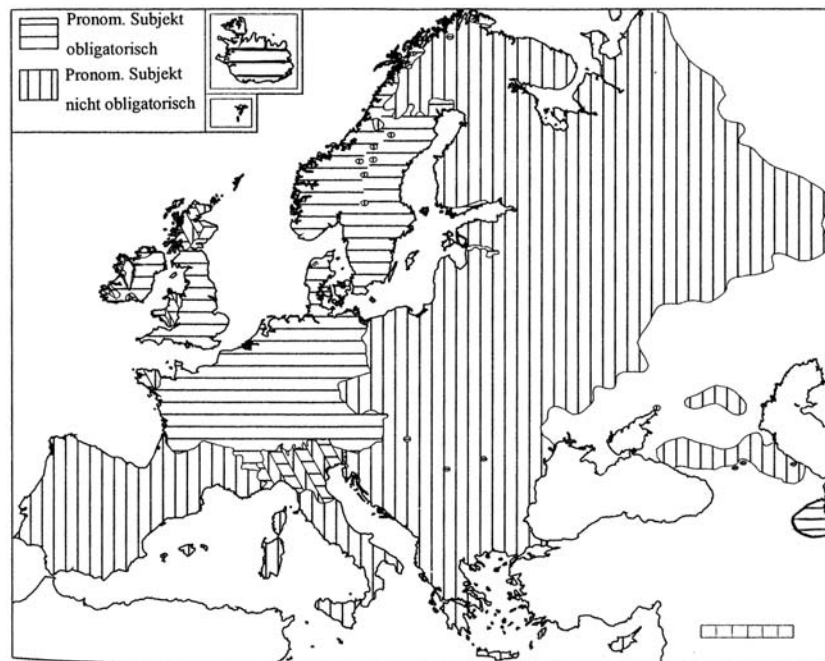 Pronom. Subjekt
obligatorisch
Pronom. Subjekt
nicht obligatorisch